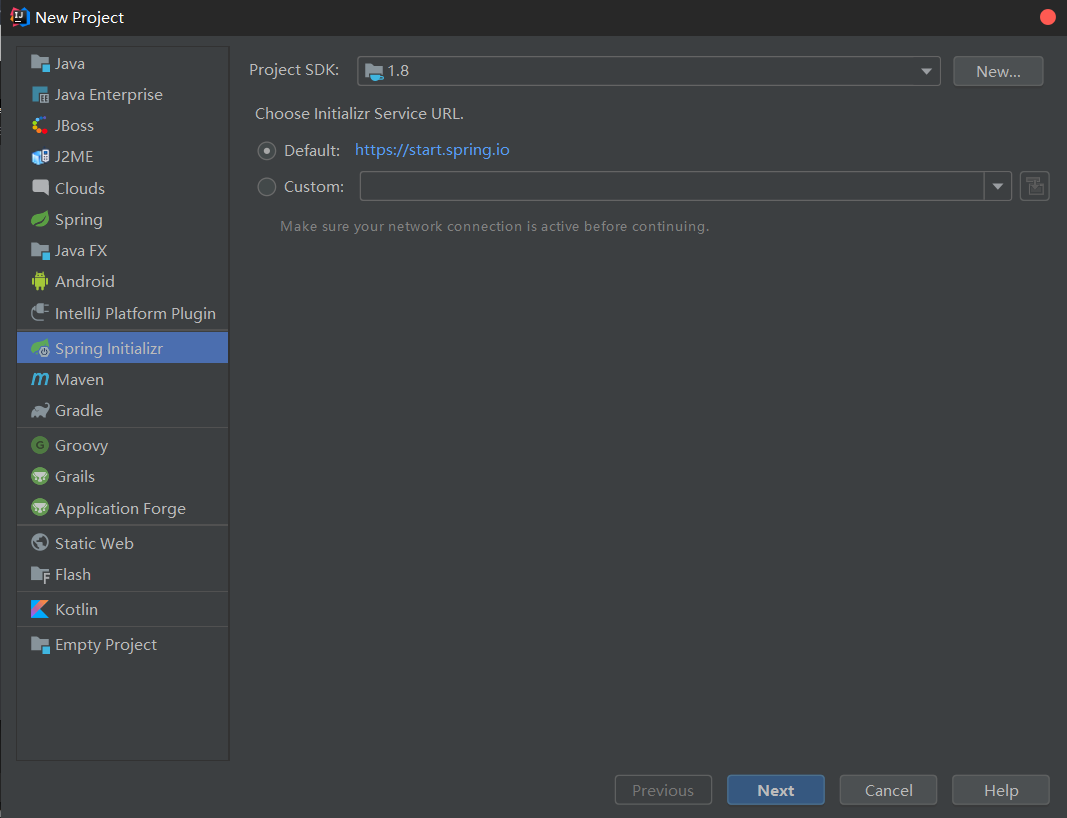 New Project
Java
Java Enterprise
JBoss
J2ME
Clouds
Spring
Java FX
Android
IntelliJ Platform Plugin
Spring Initializr
Maven
Gradle
Groovy
Grails
Application Forge
Static Web
Flash
Kotlin
Empty Project
Project SDK: 1.8 New...
Choose Initializr Service URL.
Default: https://start.spring.io
Custom:
Make sure your network connection is active before continuing.
Previous Next Cancel Help